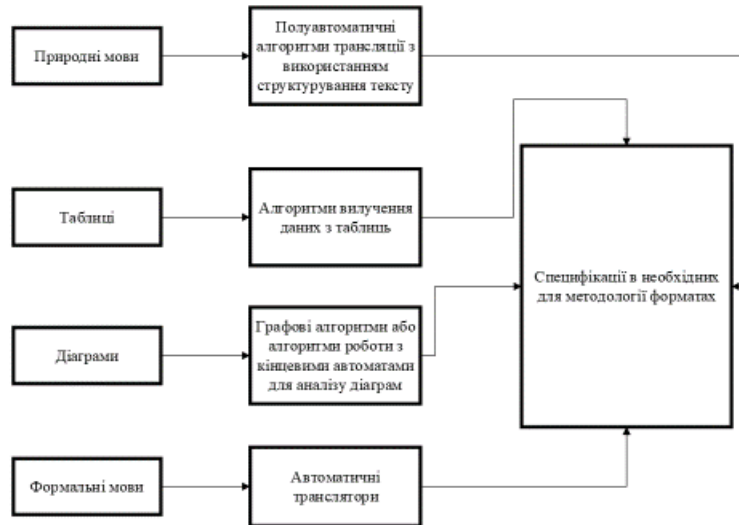 Природні мови
Полуавтоматичні
алгоритми трансляції з
використанням
структурування тексту
Таблиці
Алгоритми вилучення
даних з таблиць
Діаграми
Графові алгоритми або
алгоритми роботи з
кінцевими автоматами
для аналізу діаграм
Формальні мови
Автоматичні
транслятори
Специфікації в необхідних
для методології форматах